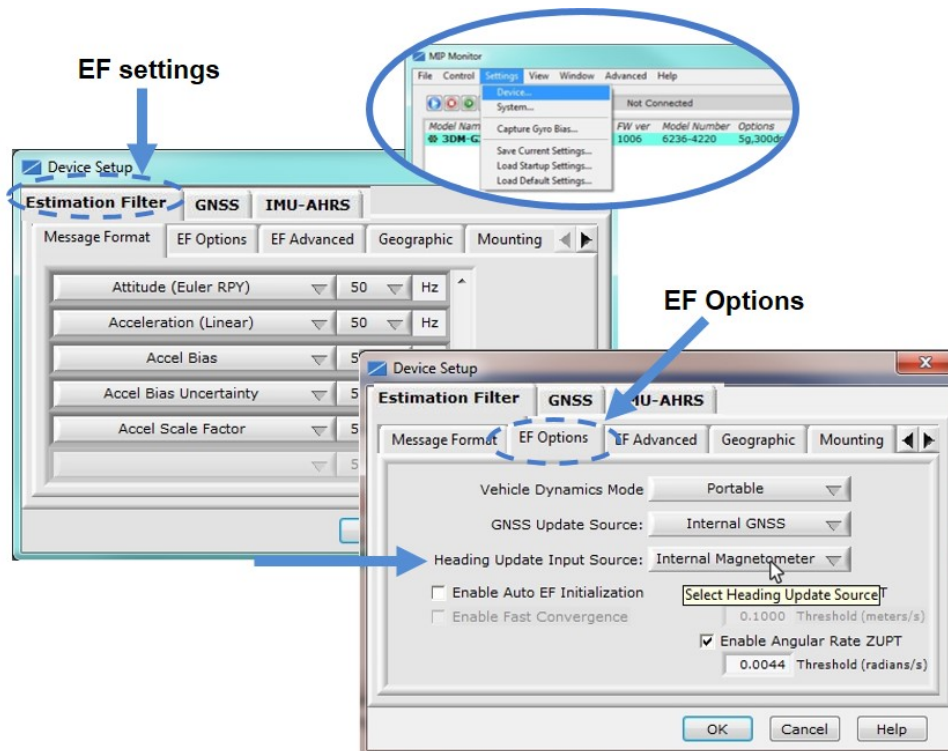 EF settings
MIP Monitor
File Control Settings View Window Advanced Help
Device...
System...
Not Connected
Capture Gyro Bias...
Save Current Settings...
Load Startup Settings...
Load Default Settings...
Model FW ver Model Number Options
1006 6236-4220
Device Setup
Estimation Filter GNSS IMU-AHRS
Message Format EF Options EF Advanced Geographic Mounting
Attitude (Euler RPY) 50 Hz
Acceleration (Linear) 50 Hz
Accel Bias
Accel Bias Uncertainty
Accel Scale Factor
EF Options
Device Setup
Estimation Filter GNSS IMU-AHRS
Message Format EF Options EF Advanced Geographic Mounting
Vehicle Dynamics Mode Portable
GNSS Update Source: Internal GNSS
Heading Update Input Source: Internal Magnetometer
Enable Auto EF Initialization Select Heading Update Source
Enable Fast Convergence 0.1000 Threshold (meters/s)
Enable Angular Rate ZUPT
0.0044 Threshold (radians/s)
OK Cancel Help